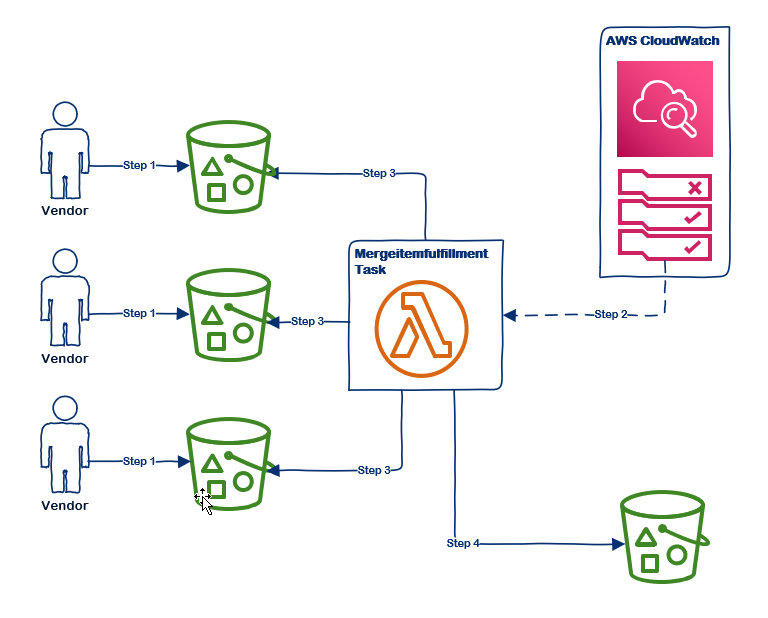 AWS CloudWatch
Step 1
Step 3
Vendor
Mergeitemfulfillment
Task
Step 1
Step 3
Step 2
Vendor
Step 1
Step 3
Vendor
Step 4